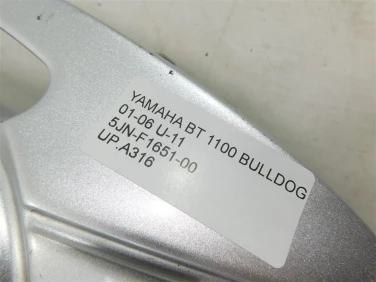 YAMAHA BT 1100 BULLDOG
01-06 U-11
5JN-F1651-00
UP.A316